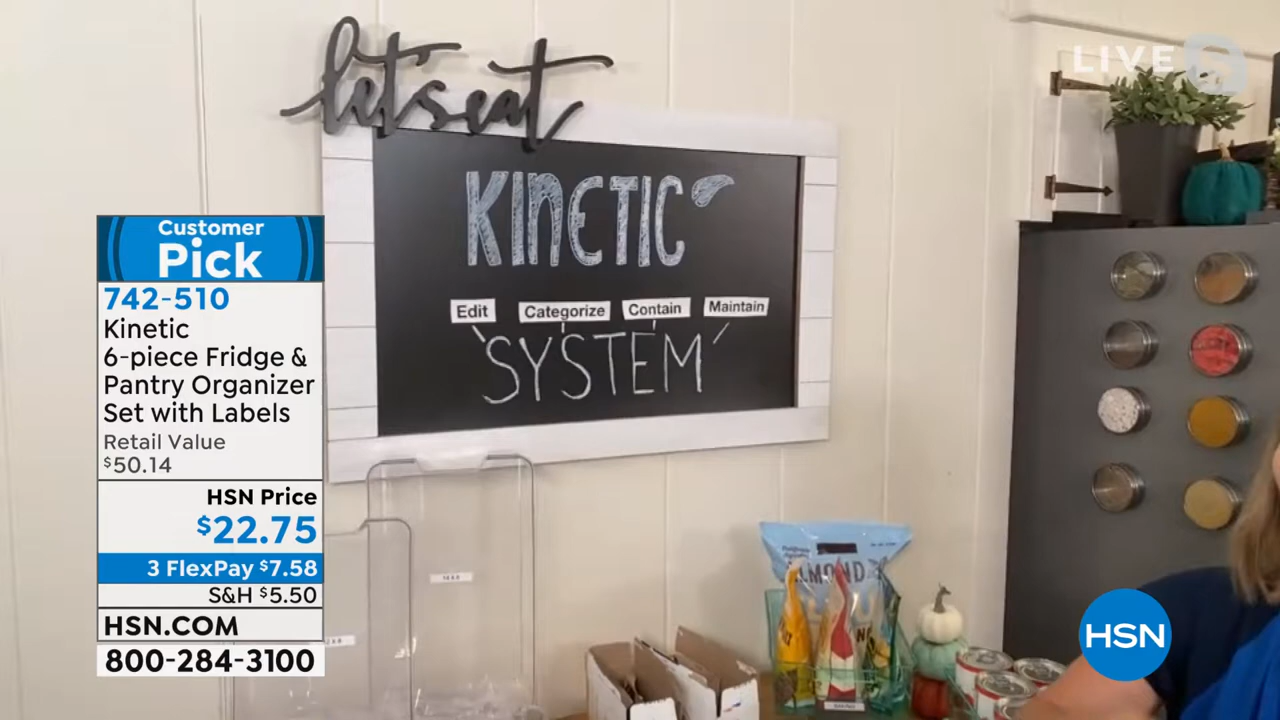 LIVE
let's eat
KINETIC
Edit Categorize Contain Maintain
SYSTEM
Customer
Pick
742-510
Kinetic
6-piece Fridge &
Pantry Organizer
Set with Labels
Retail Value
$50.14
HSN Price
$22.75
3 FlexPay $7.58
S&H $5.50
HSN.COM
800-284-3100
HSN